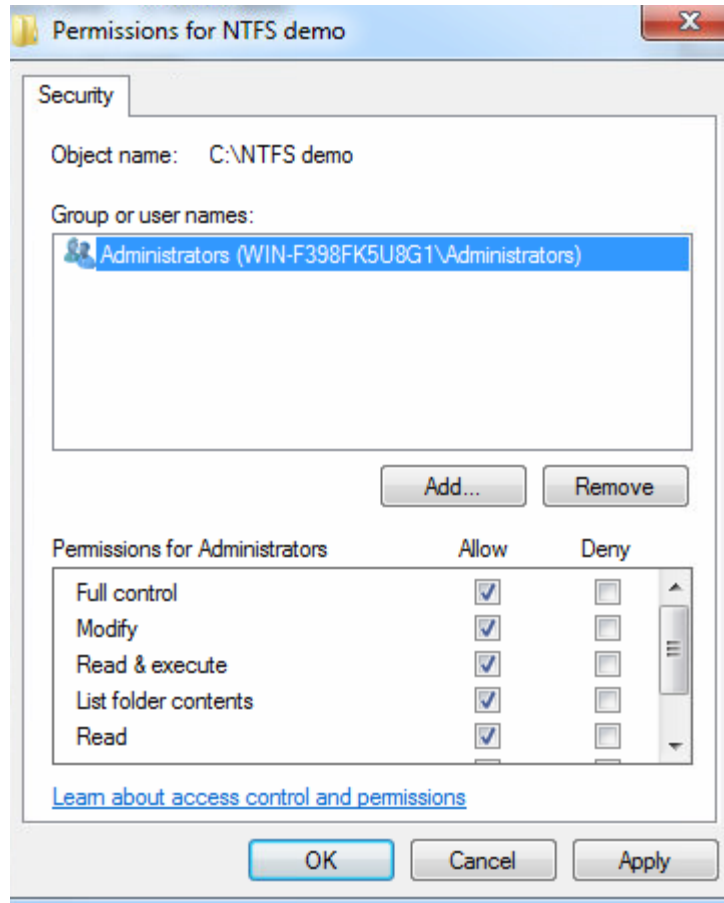 Permissions for NTFS demo
Security
Object name: C:\NTFS demo
Group or user names:
Administrators (WIN-F398FK5U8G1\Administrators)
Add... Remove
Permissions for Administrators Allow Deny
Full control
Modify
Read & execute
List folder contents
Read
Learn about access control and permissions
OK Cancel Apply